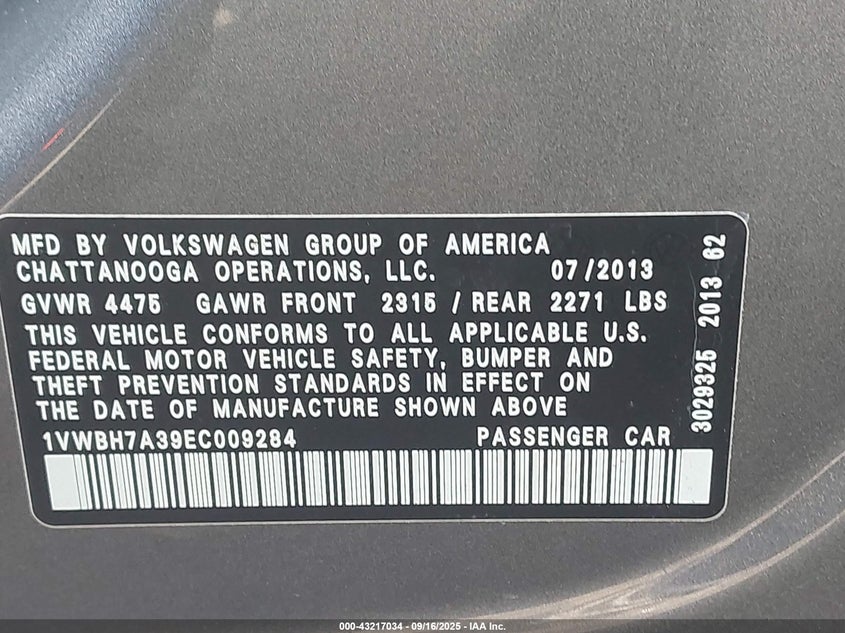 MFD BY VOLKSWAGEN GROUP OF AMERICA
CHATTANOOGA OPERATIONS, LLC. 07/2013
GVWR 4475 GAWR FRONT 2315 / REAR 2271 LBS
THIS VEHICLE CONFORMS TO ALL APPLICABLE U.S.
FEDERAL MOTOR VEHICLE SAFETY, BUMPER AND
THEFT PREVENTION STANDARDS IN EFFECT ON
THE DATE OF MANUFACTURE SHOWN ABOVE
1VWBH7A39EC009284 PASSENGER CAR
3029325 2013 62
000-43217034 - 09/16/2025 - IAA Inc.